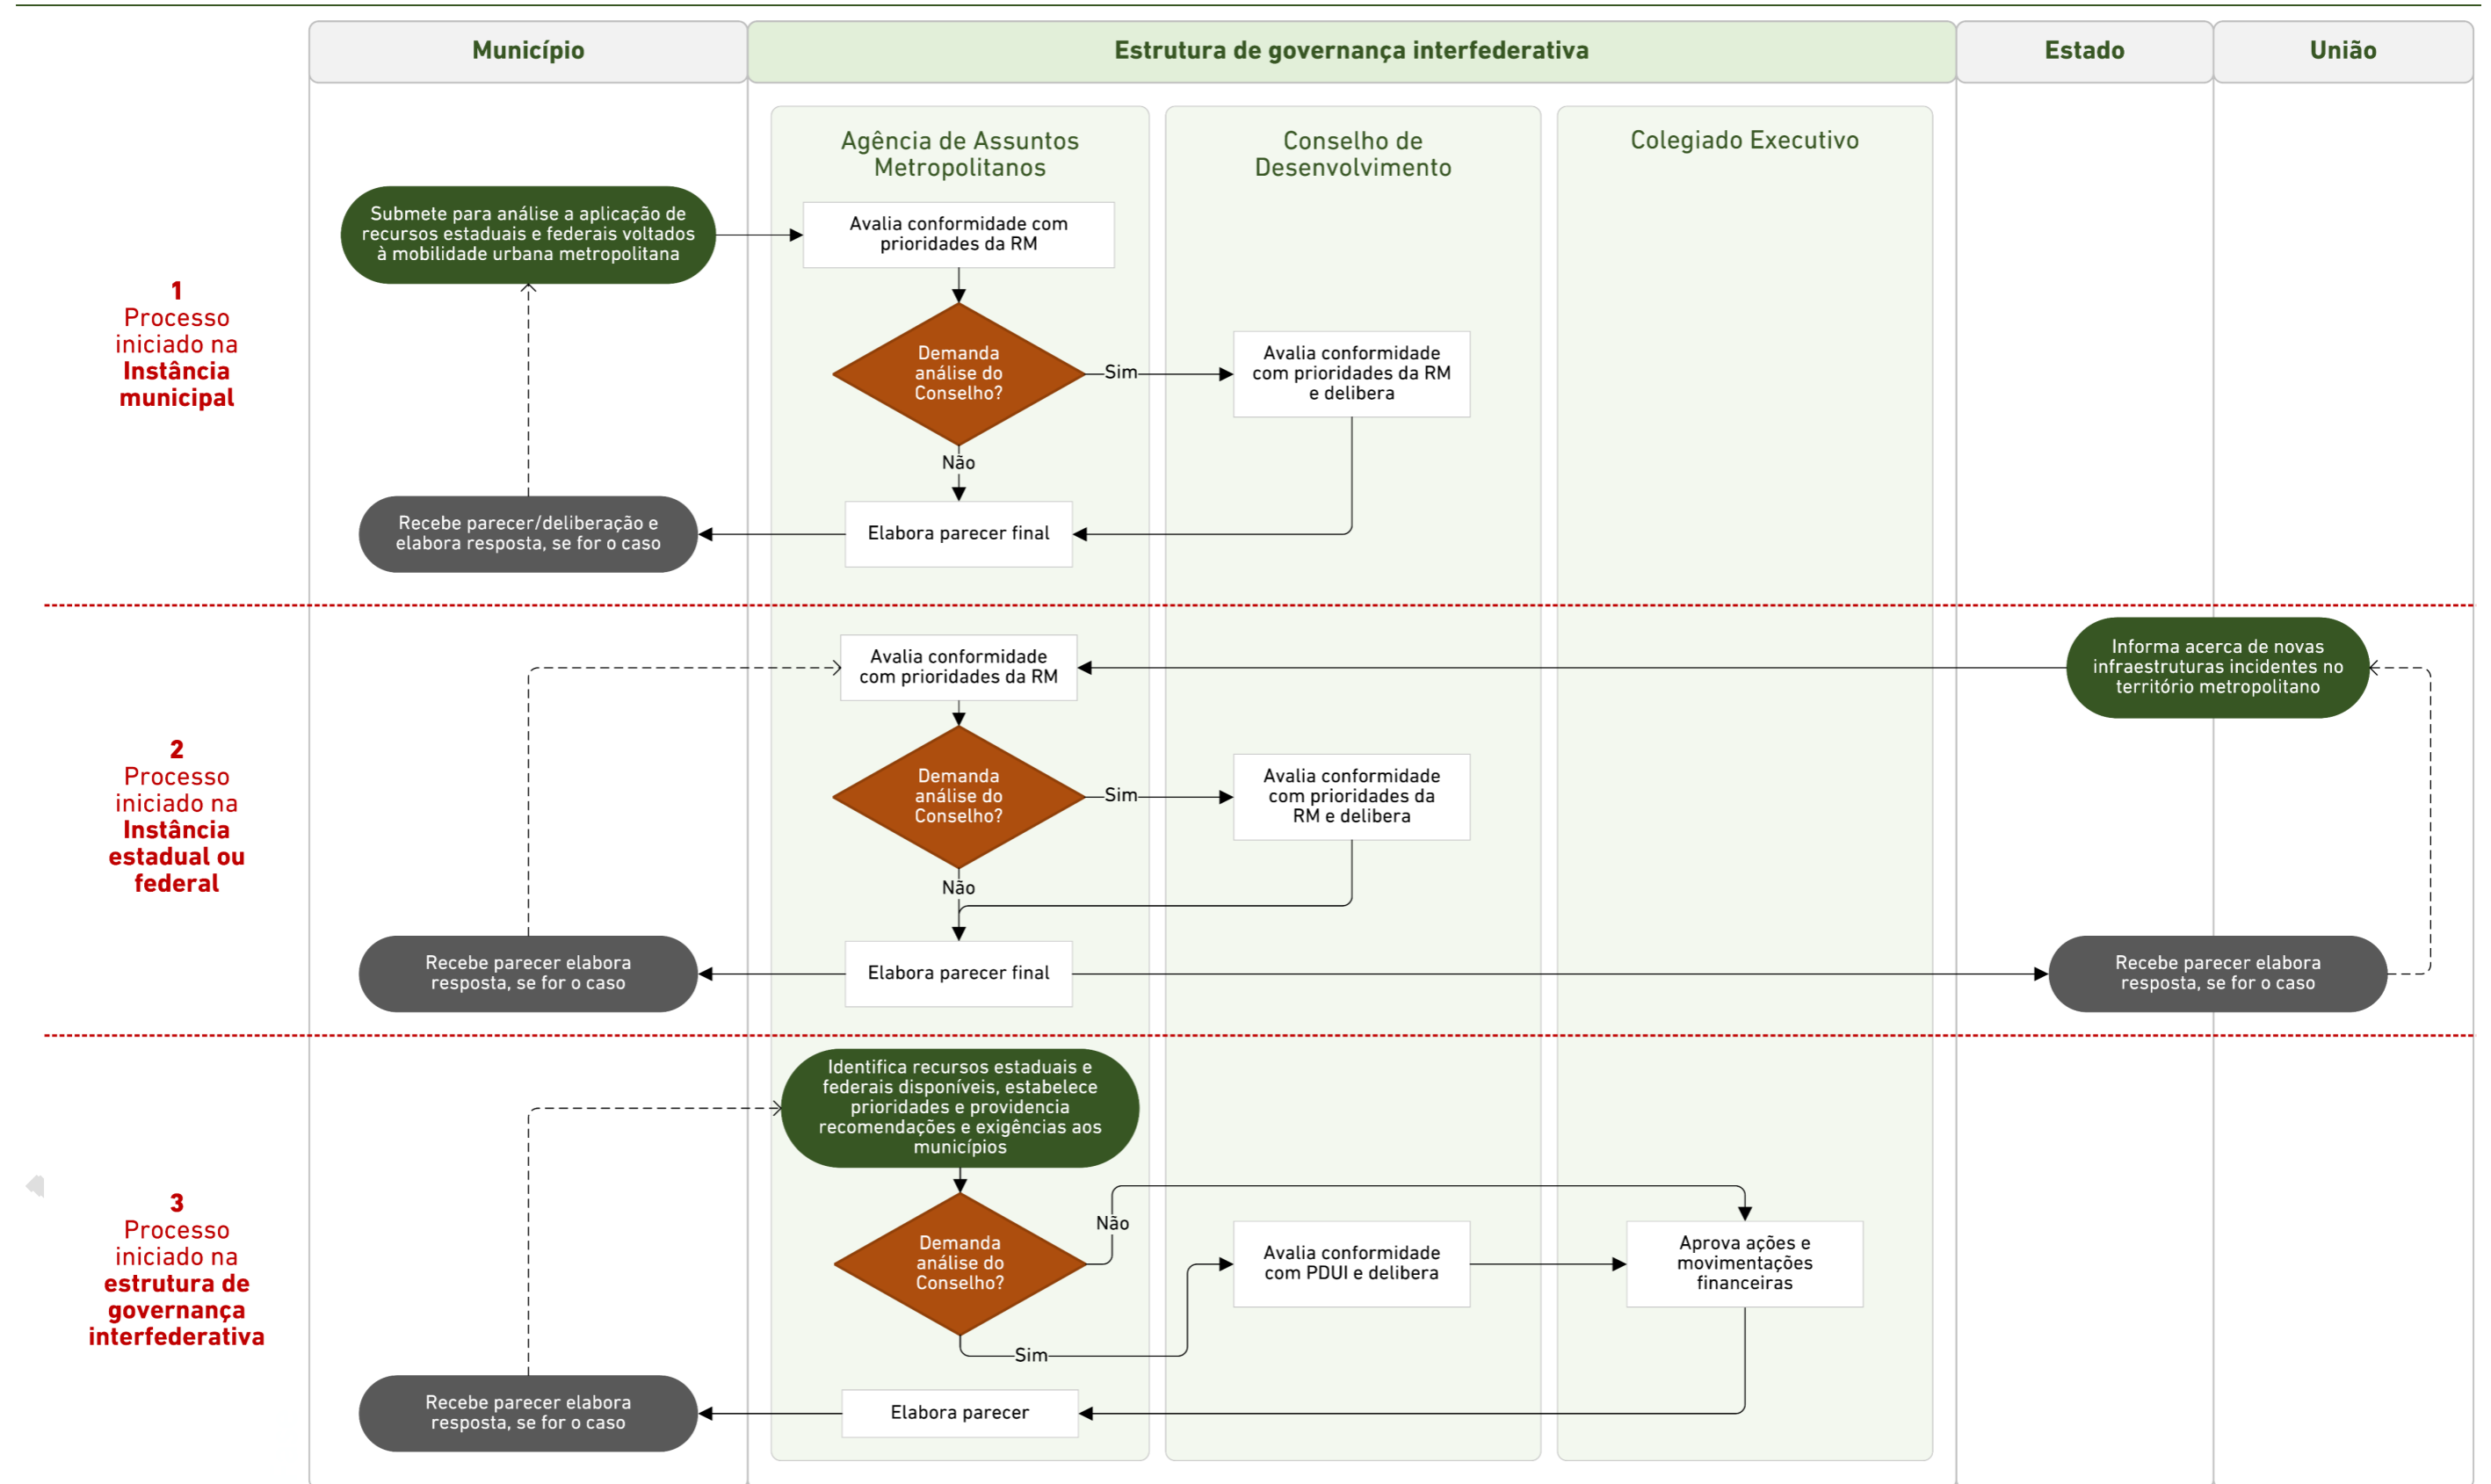 Município
Estrutura de governança interfederativa
Estado
União
Agência de Assuntos
Metropolitanos
Conselho de
Desenvolvimento
Colegiado Executivo
1
Processo
iniciado na
Instância
municipal
Submete para análise a aplicação de
recursos estaduais e federais voltados
à mobilidade urbana metropolitana
Avalia conformidade com
prioridades da RM
Demanda
análise do
Conselho?
Sim
Avalia conformidade
com prioridades da RM
e delibera
Não
Recebe parecer/deliberação e
elabora resposta, se for o caso
Elabora parecer final
2
Processo
iniciado na
Instância
estadual ou
federal
Avalia conformidade
com prioridades da RM
Informa acerca de novas
infraestruturas incidentes no
território metropolitano
Demanda
análise do
Conselho?
Sim
Avalia conformidade
com prioridades da
RM e delibera
Não
Recebe parecer elabora
resposta, se for o caso
Elabora parecer final
Recebe parecer elabora
resposta, se for o caso
3
Processo
iniciado na
estrutura de
governança
interfederativa
Identifica recursos estaduais e
federais disponíveis, estabelece
prioridades e providencia
recomendações e exigências aos
municípios
Demanda
análise do
Conselho?
Não
Sim
Avalia conformidade
com PDUI e delibera
Aprova ações e
movimentações
financeiras
Recebe parecer elabora
resposta, se for o caso
Elabora parecer